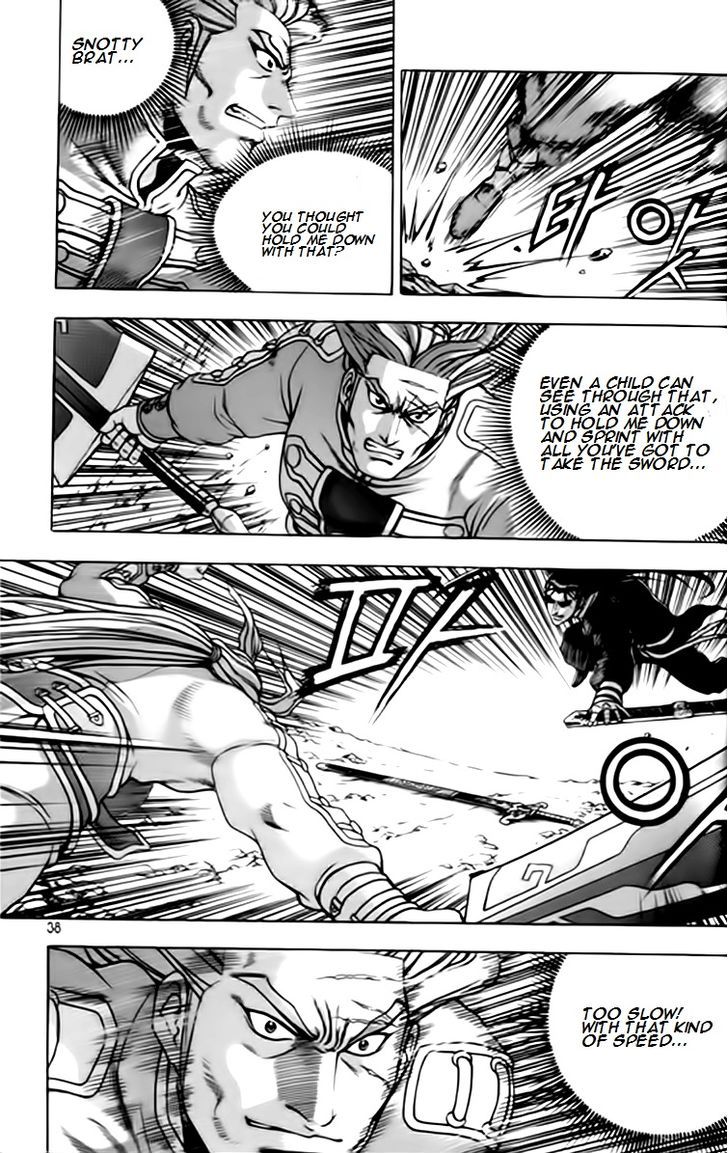 SNOTTY
BRAT...
YOU THOUGHT
YOU COULD
HOLD ME DOWN
WITH THAT?
타앗
EVEN A CHILD CAN
SEE THROUGH THAT,
USING AN ATTACK
TO HOLD ME DOWN
AND SPRINT WITH
ALL YOU'VE GOT TO
TAKE THE SWORD...
38
TOO SLOW!
WITH THAT KIND
OF SPEED...